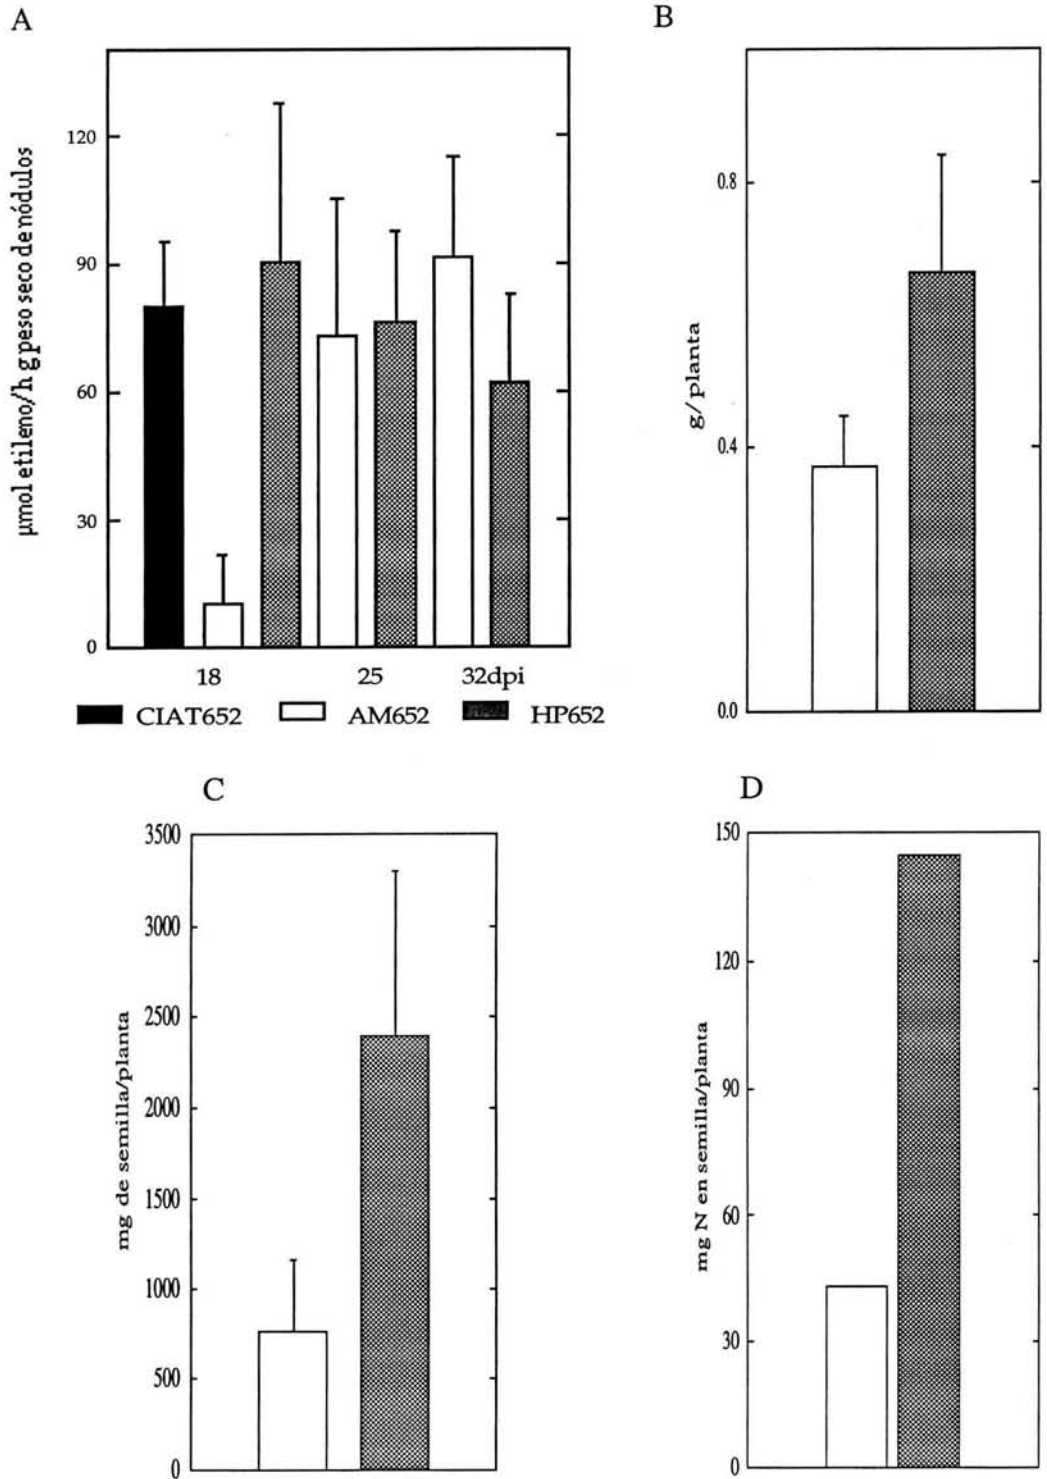 A
µmol etileno/h g peso seco de nódulos
120
90
60
30
0
18 25 32dpi
CIAT652 AM652 HP652
B
g/planta
0.8
0.4
0.0
C
mg de semilla/planta
3500
3000
2500
2000
1500
1000
500
0
D
mg N en semilla/planta
150
120
90
60
30
0